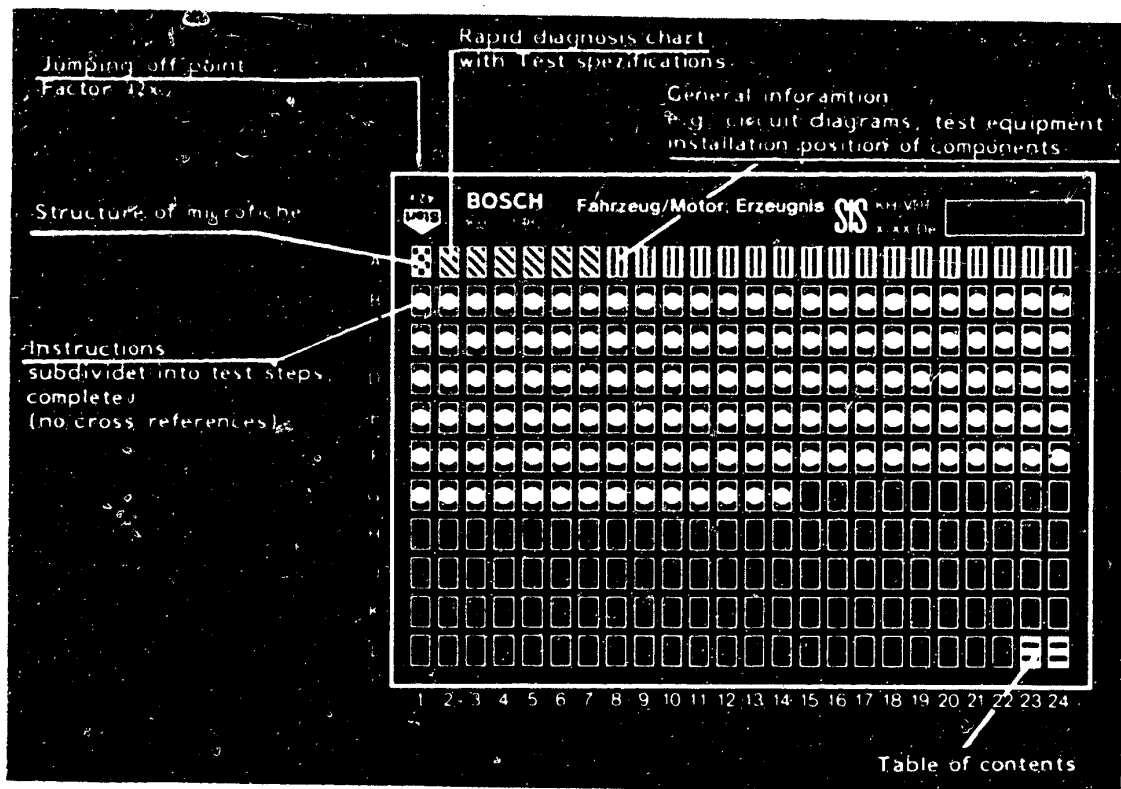 Rapid diagnosis chart
with Test spezifications
Jumping off point
Factor 42x
General inforamtion
e.g. circuit diagrams, test equipment
installation position of components
Structure of microfiche
42x
Start
BOSCH
Fahrzeug/Motor, Erzeugnis
SIS
A
B
Instructions
subdividet into test steps,
complete
(no cross references)
D
F
G
H
K
L
1 2 3 4 5 6 7 8 9 10 11 12 13 14 15 16 17 18 19 20 21 22 23 24
Table of contents